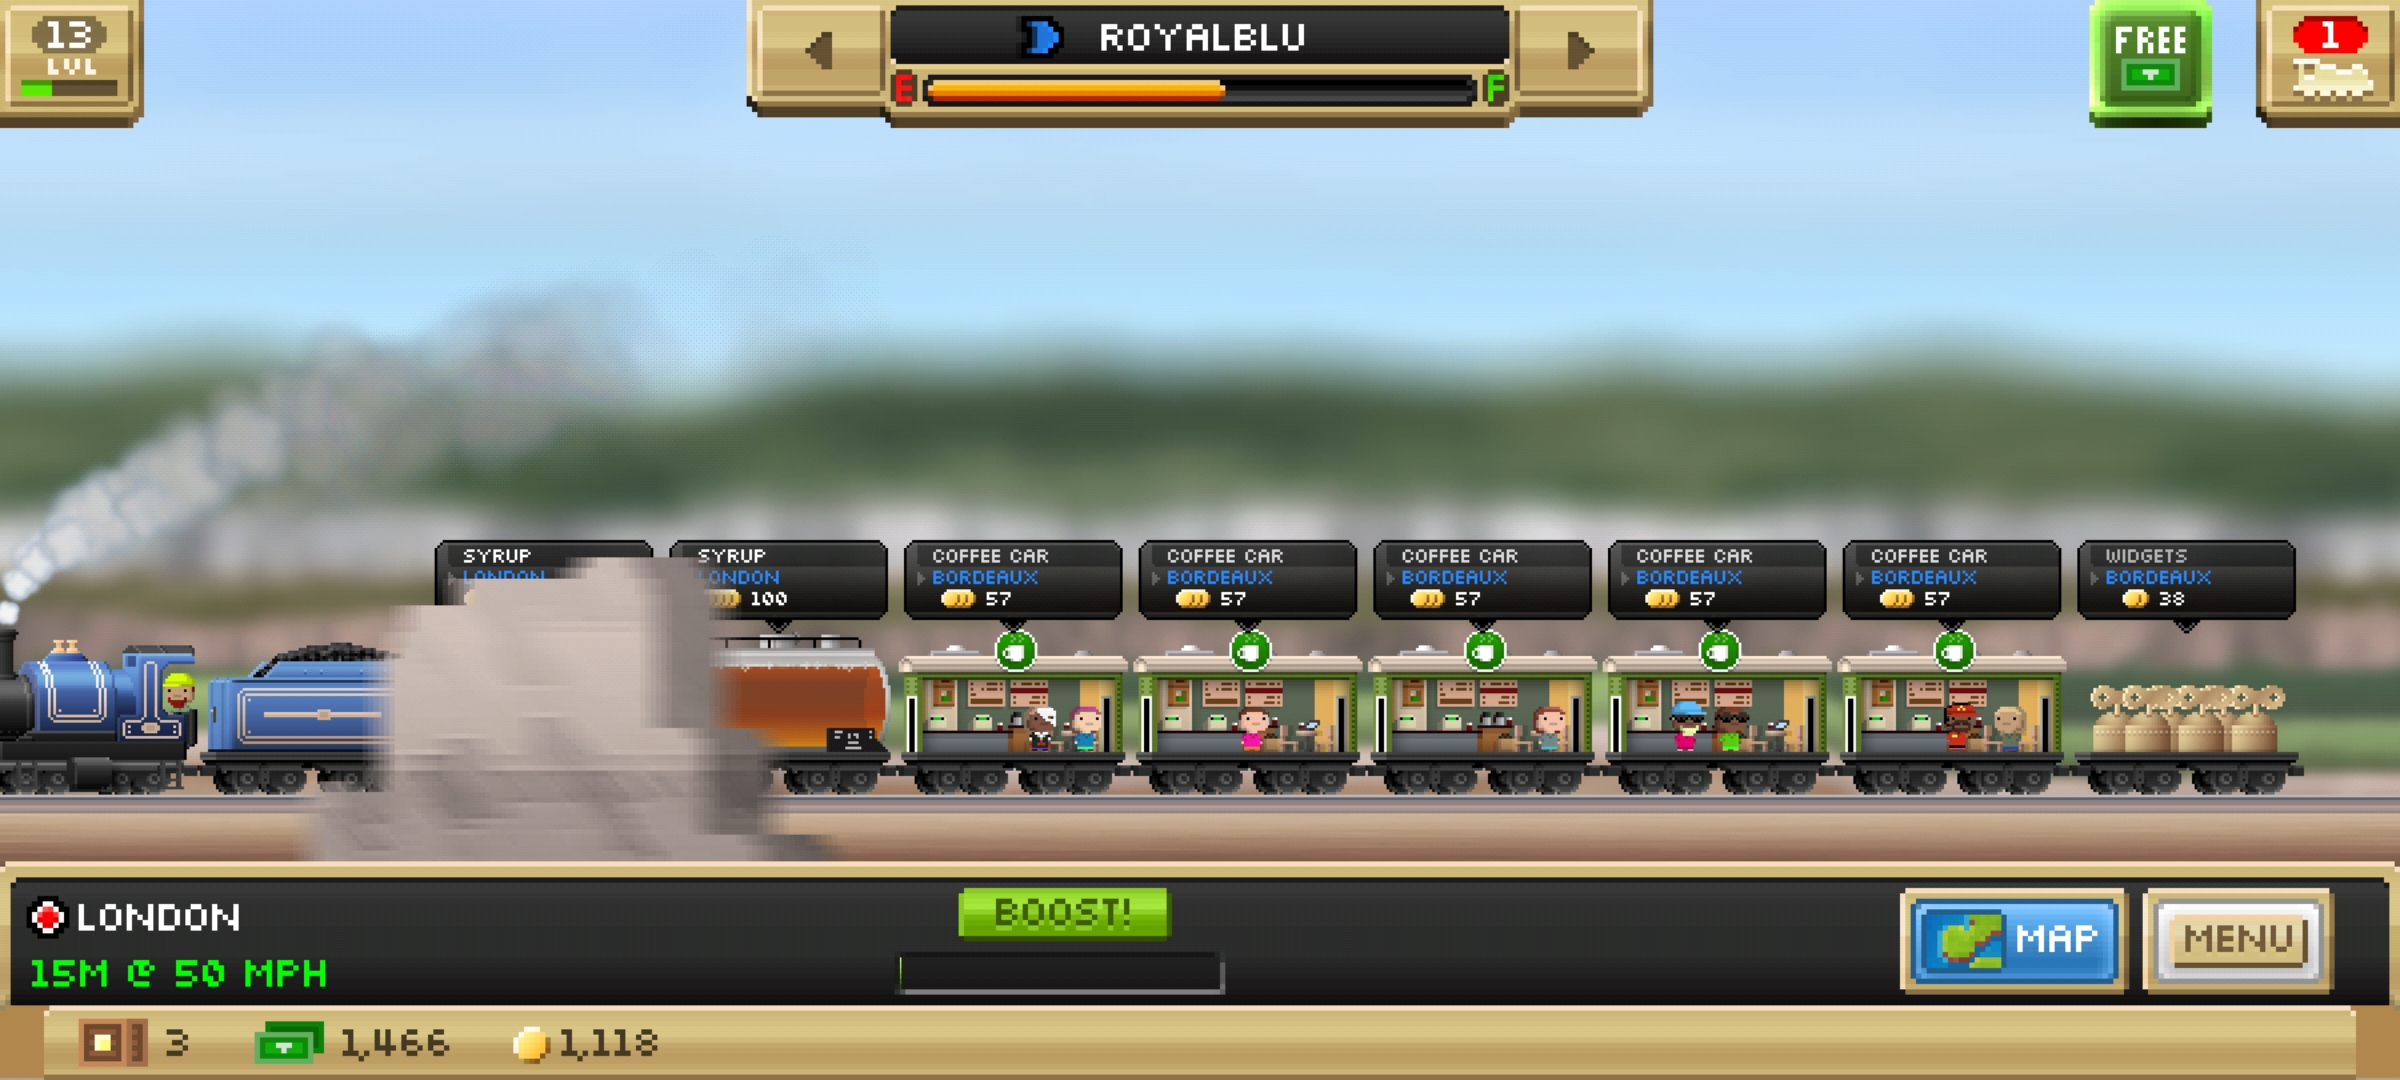 13
LVL
ROYALBLU
E
F
FREE
1
SYRUP
LONDON
SYRUP
LONDON
100
COFFEE CAR
BORDEAUX
57
COFFEE CAR
BORDEAUX
57
COFFEE CAR
BORDEAUX
57
COFFEE CAR
BORDEAUX
57
COFFEE CAR
BORDEAUX
57
WIDGETS
BORDEAUX
38
LONDON
15M @ 50 MPH
BOOST!
MAP
MENU
3
1,466
1,118